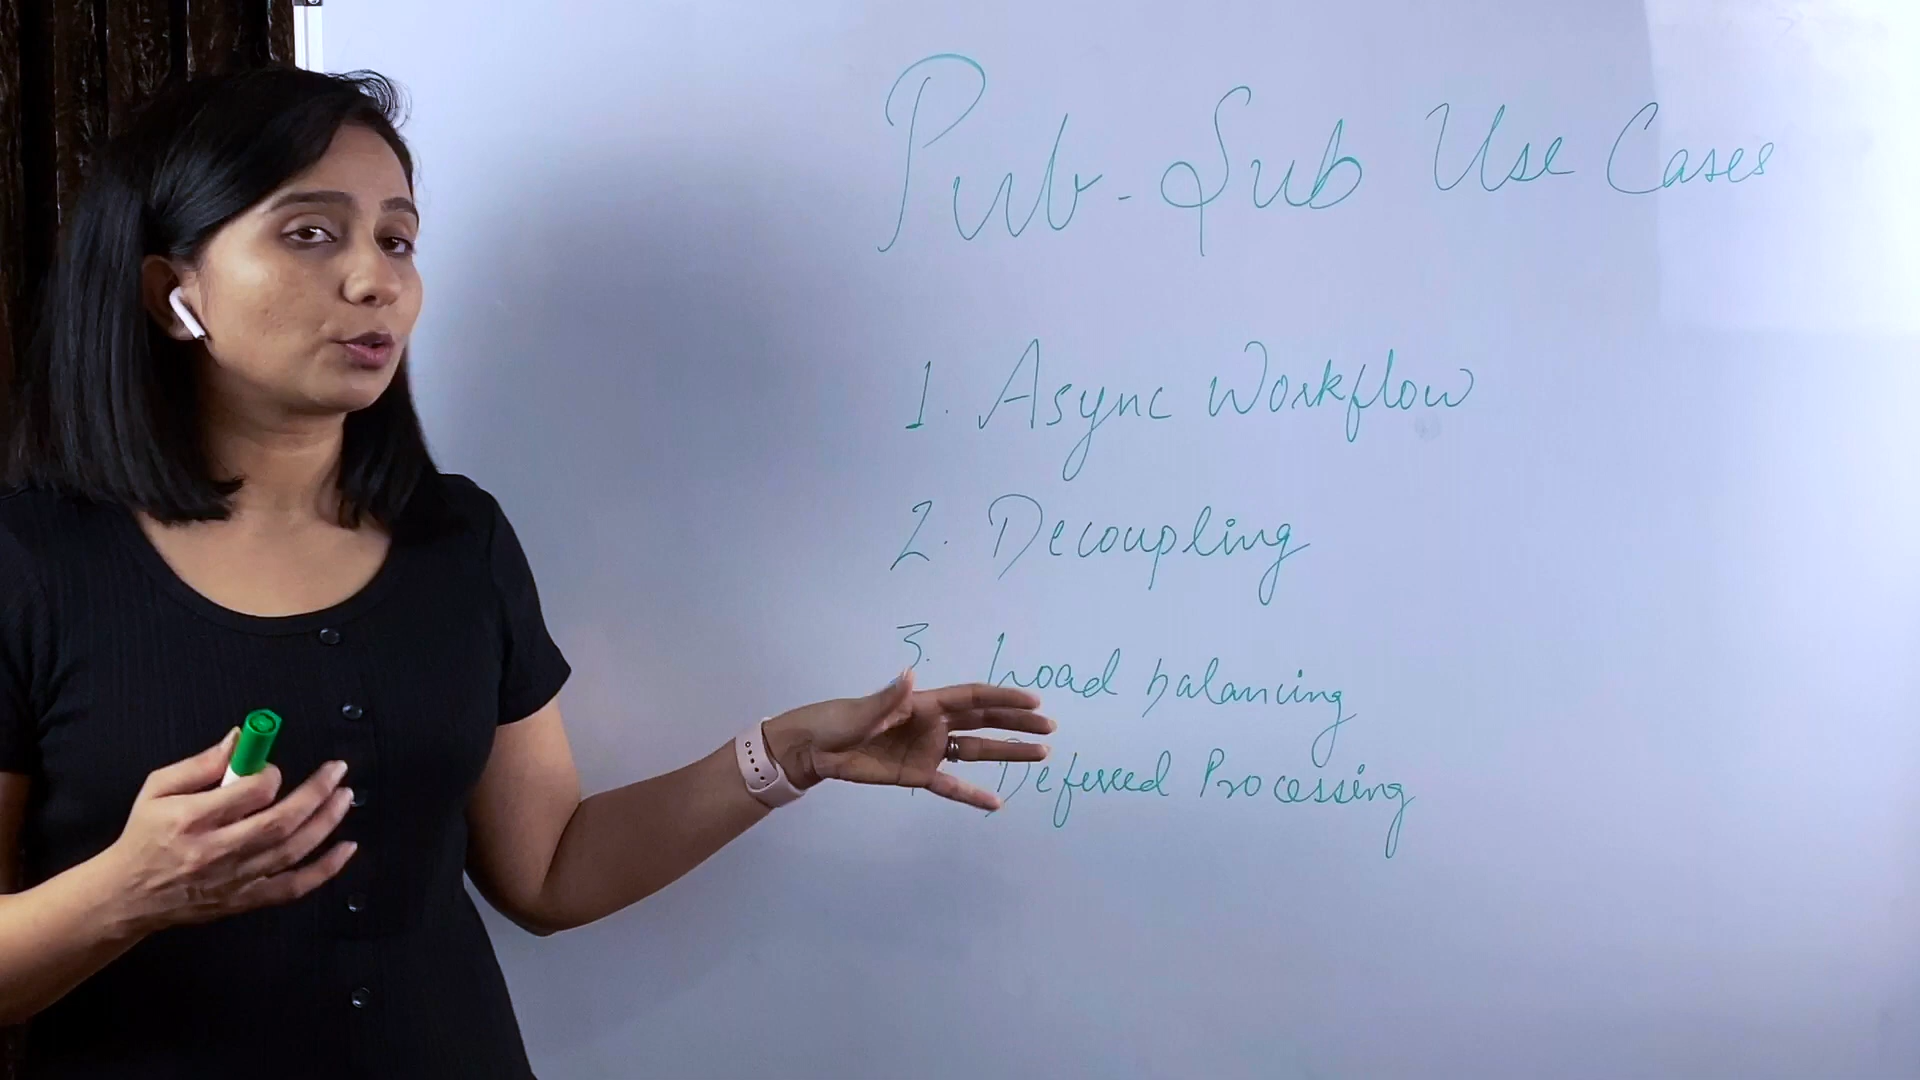 Pub-Sub Use Cases
1. Async Workflow
2. Decoupling
3. Load balancing
Deferred Processing